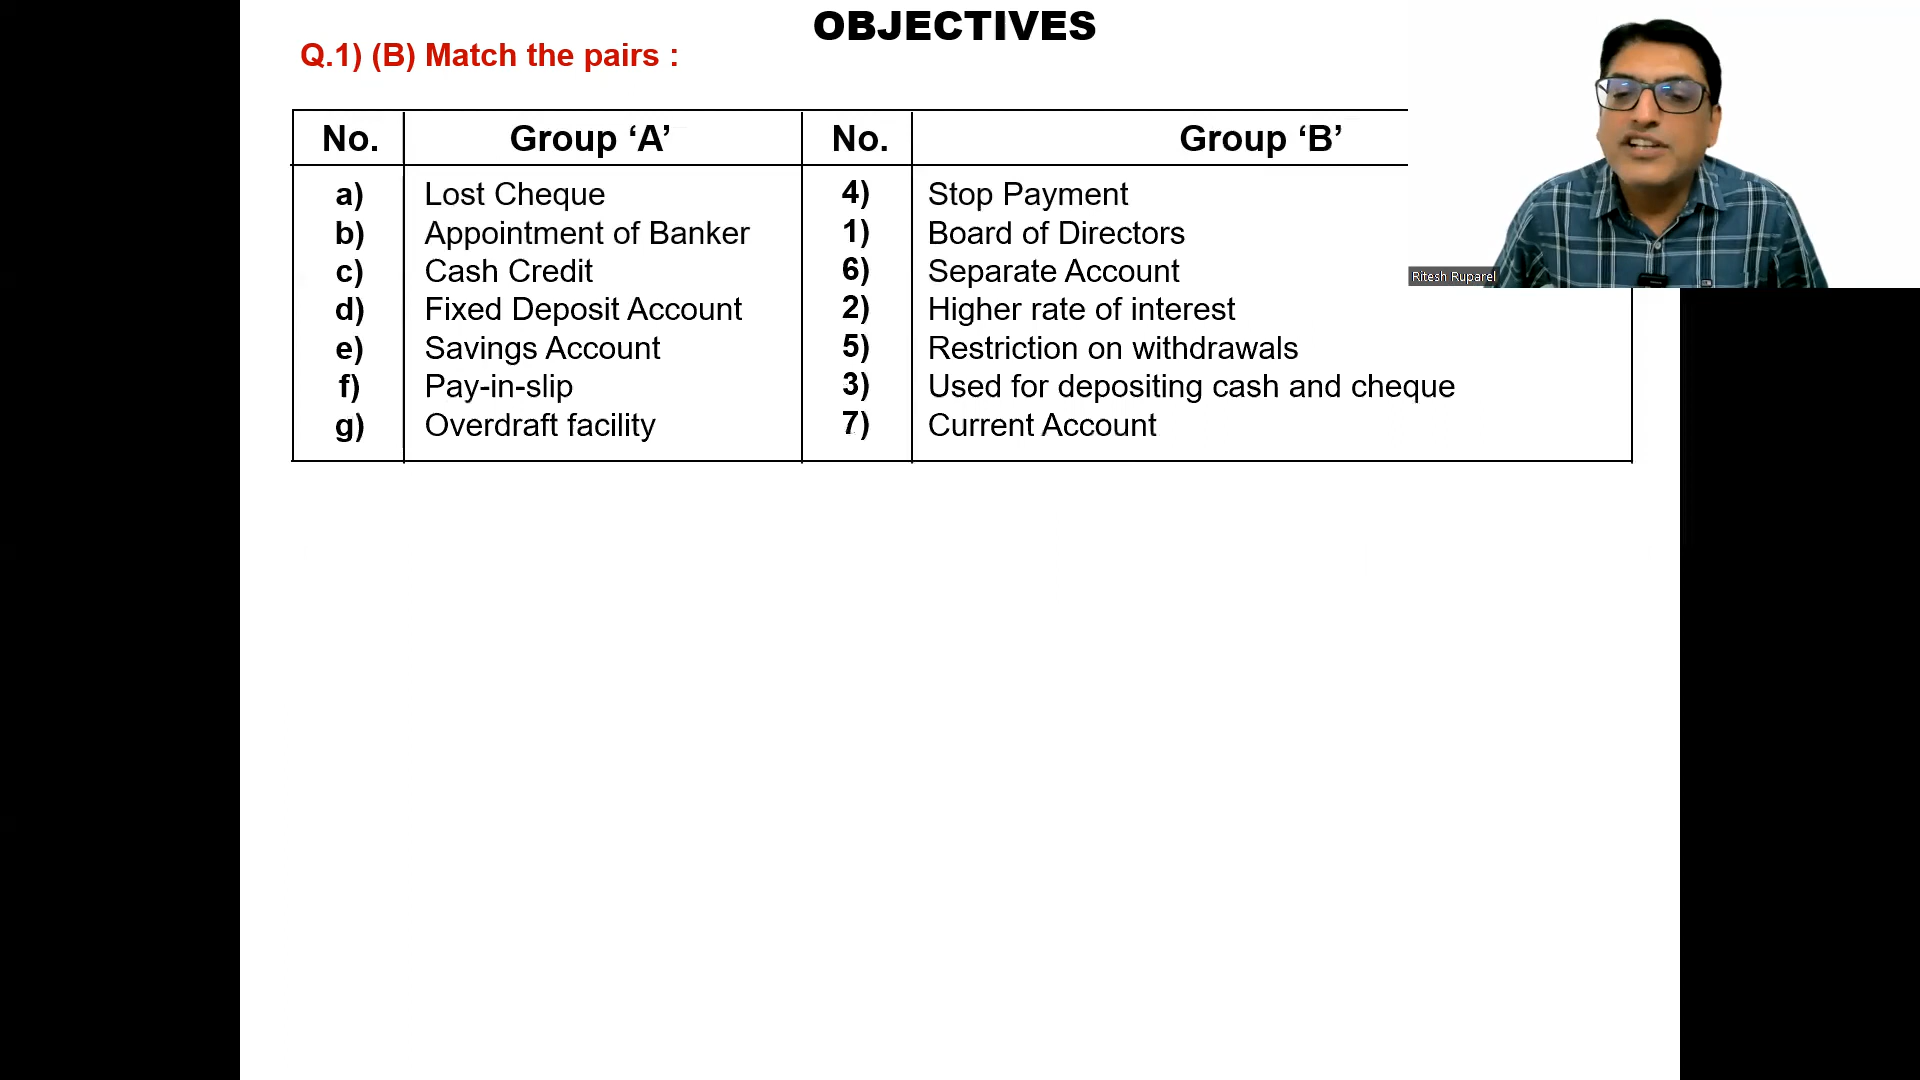 OBJECTIVES
Q.1) (B) Match the pairs :
No. Group ‘A’ No. Group ‘B’
a) Lost Cheque 4) Stop Payment
b) Appointment of Banker 1) Board of Directors
c) Cash Credit 6) Separate Account
Ritesh Ruparel
d) Fixed Deposit Account 2) Higher rate of interest
e) Savings Account 5) Restriction on withdrawals
f) Pay-in-slip 3) Used for depositing cash and cheque
g) Overdraft facility 7) Current Account